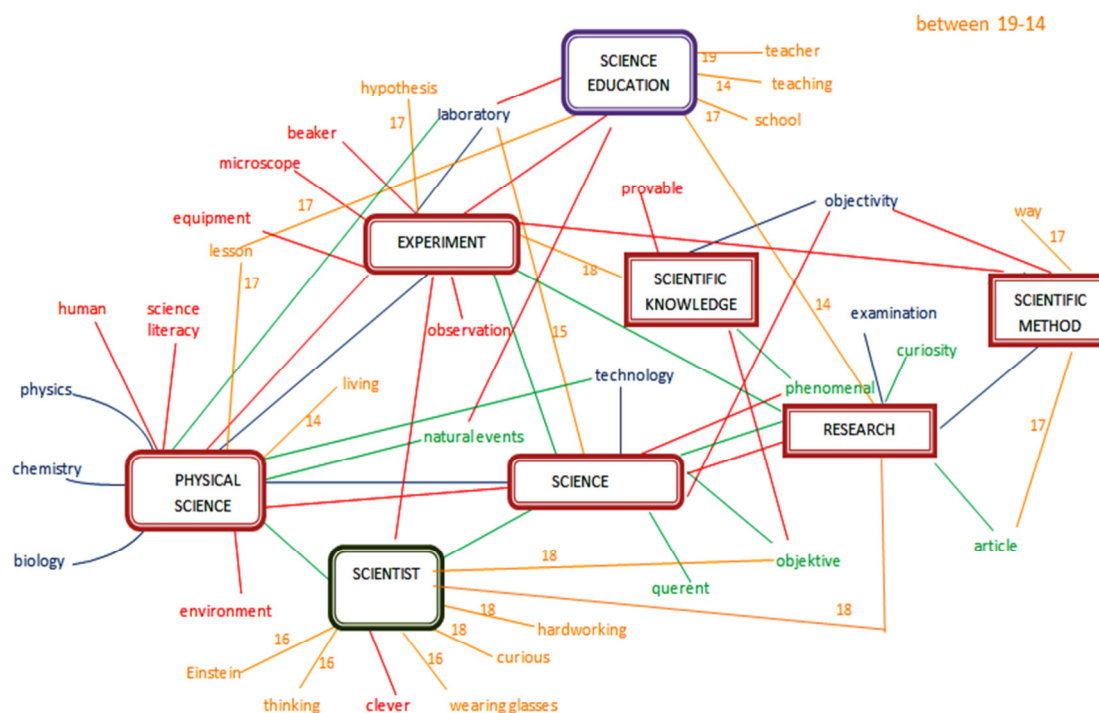 between 19-14
SCIENCE
EDUCATION
teacher
19
teaching
14
school
17
hypothesis
17
laboratory
beaker
microscope
17
equipment
lesson
17
EXPERIMENT
provable
objectivity
way
17
18
SCIENTIFIC
KNOWLEDGE
SCIENTIFIC
METHOD
human
science
literacy
observation
15
14
examination
curiosity
physics
living
14
technology
phenomenal
17
natural events
RESEARCH
chemistry
PHYSICAL
SCIENCE
SCIENCE
biology
article
18
objektive
SCIENTIST
querent
environment
18
18
hardworking
18
curious
16
Einstein
16
thinking
clever
16
wearing glasses